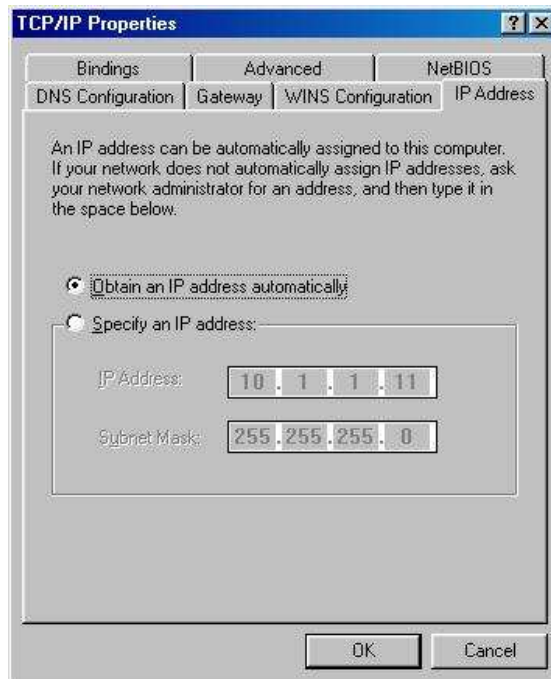 TCP/IP Properties
Bindings
Advanced
NetBIOS
DNS Configuration
Gateway
WINS Configuration
IP Address
An IP address can be automatically assigned to this computer.
If your network does not automatically assign IP addresses, ask
your network administrator for an address, and then type it in
the space below.
Obtain an IP address automatically
Specify an IP address:
IP Address:
10 . 1 . 1 . 11
Subnet Mask:
255 . 255 . 255 . 0
OK
Cancel